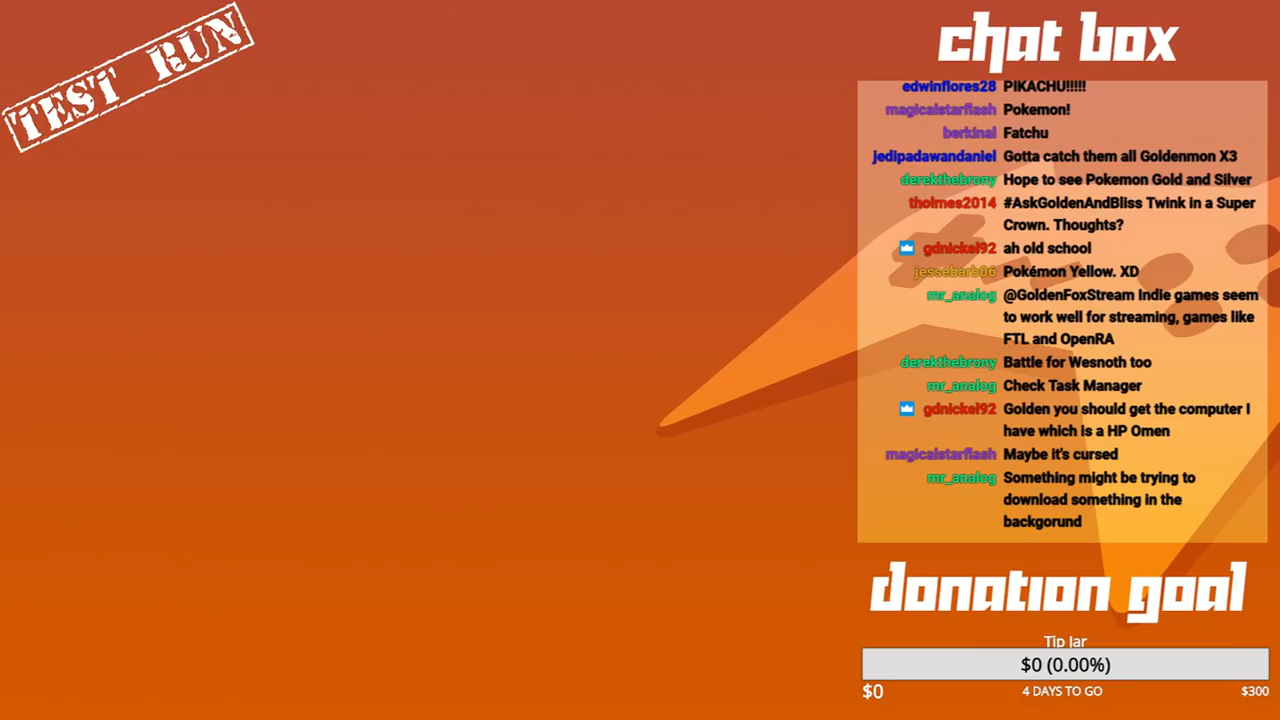 TEST RUN
chat box
edwinflores28 PIKACHU!!!!!
magicalstarflash Pokemon!
berkinal Fatchu
jedipadawandaniel Gotta catch them all Goldenmon X3
derekthebrony Hope to see Pokemon Gold and Silver
tholmes2014 #AskGoldenAndBliss Twink in a Super
Crown. Thoughts?
gdnickel92 ah old school
jessebarb06 Pokémon Yellow. XD
mr_analog @GoldenFoxStream Indie games seem
to work well for streaming, games like
FTL and OpenRA
derekthebrony Battle for Wesnoth too
mr_analog Check Task Manager
gdnickel92 Golden you should get the computer I
have which is a HP Omen
magicalstarflash Maybe it's cursed
mr_analog Something might be trying to
download something in the
backgorund
donation goal
Tip Jar
$0 (0.00%)
$0 4 DAYS TO GO $300